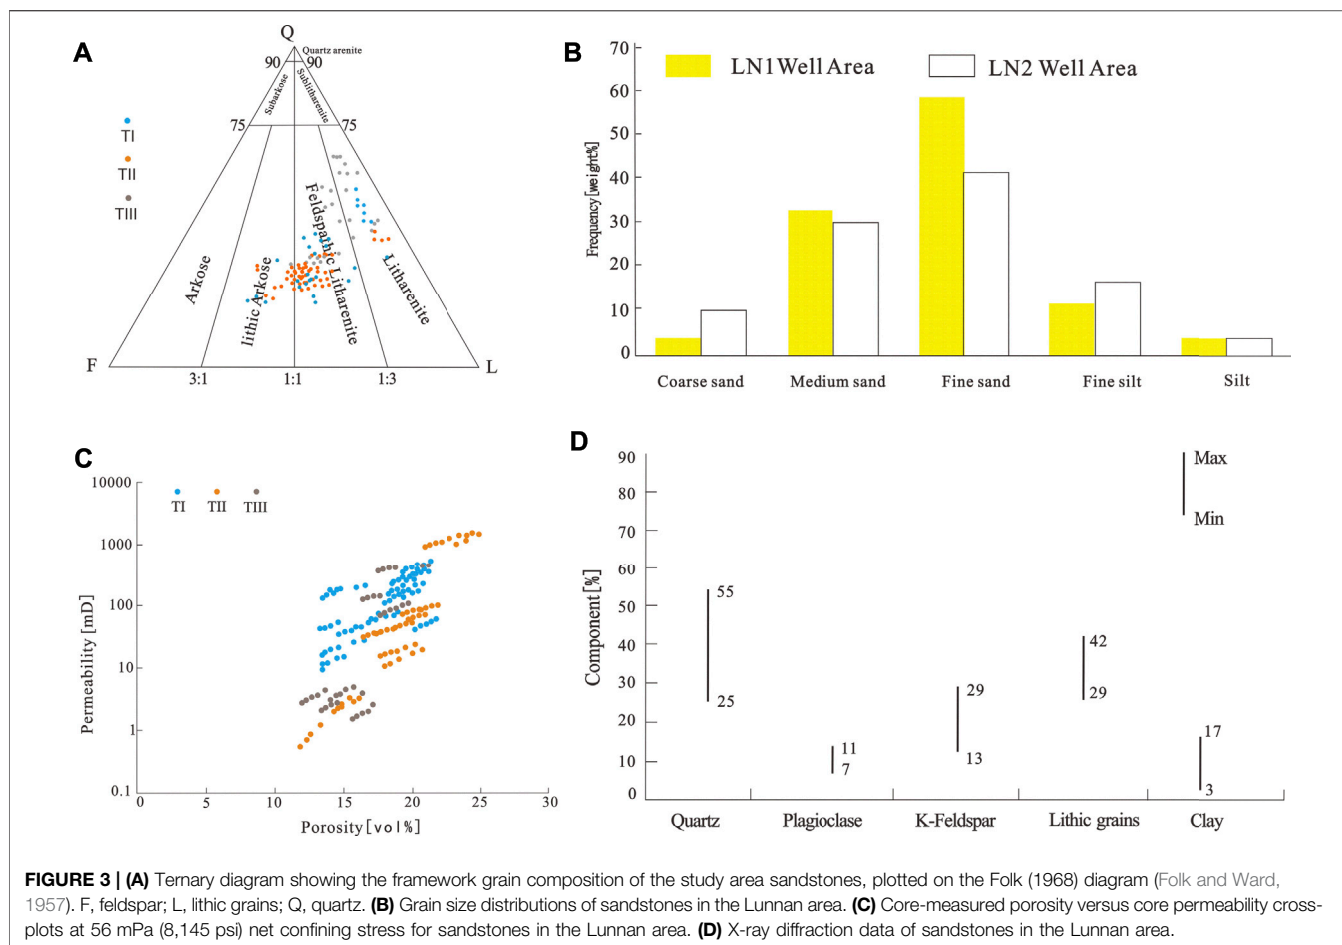 A
Q
Quartz arenite
90
90
Subarkose
Sublitharenite
75
75
TI
TII
TIII
Arkose
lithic Arkose
Feldspathic Litharenite
Litharenite
F
L
3:1
1:1
1:3
B
LN1 Well Area
LN2 Well Area
Frequency[weight%]
70
60
50
40
30
20
10
0
Coarse sand
Medium sand
Fine sand
Fine silt
Silt
C
TI
TII
TIII
Permeability [mD]
10000
1000
100
10
1
0.1
0
5
10
15
20
25
30
Porosity[vol%]
D
Max
Min
Component[%]
90
80
70
60
50
40
30
20
10
0
55
25
11
7
29
13
42
29
17
3
Quartz
Plagioclase
K-Feldspar
Lithic grains
Clay
FIGURE 3 | (A) Ternary diagram showing the framework grain composition of the study area sandstones, plotted on the Folk (1968) diagram (Folk and Ward,
1957). F, feldspar; L, lithic grains; Q, quartz. (B) Grain size distributions of sandstones in the Lunnan area. (C) Core-measured porosity versus core permeability cross-
plots at 56 mPa (8,145 psi) net confining stress for sandstones in the Lunnan area. (D) X-ray diffraction data of sandstones in the Lunnan area.